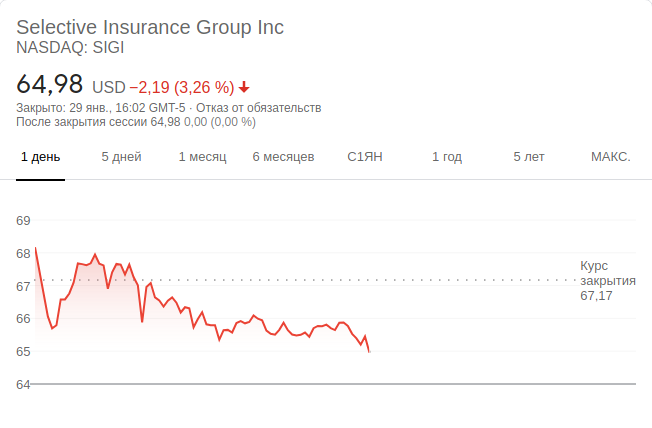 Selective Insurance Group Inc
NASDAQ: SIGI
64,98 USD −2,19 (3,26 %)
Закрыто: 29 янв., 16:02 GMT-5 · Отказ от обязательств
После закрытия сессии 64,98 0,00 (0,00 %)
1 день 5 дней 1 месяц 6 месяцев С1ЯН 1 год 5 лет МАКС.
69
68
67
66
65
64
Курс
закрытия
67,17